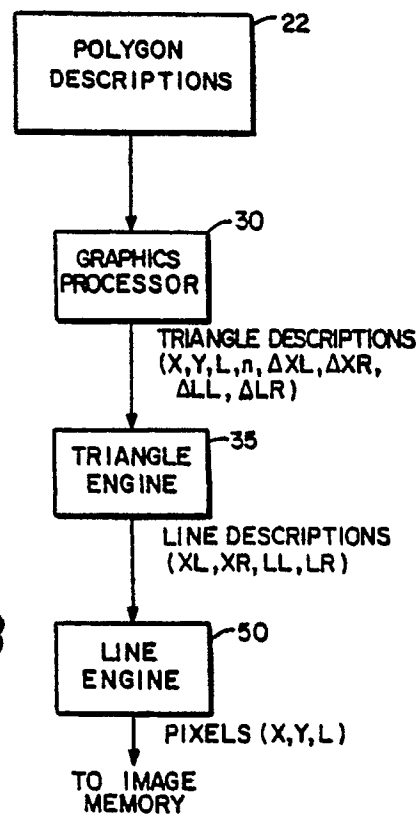 22
POLYGON
DESCRIPTIONS
30
GRAPHICS
PROCESSOR
TRIANGLE DESCRIPTIONS
(X,Y,L,n,ΔXL,ΔXR,
ΔLL,ΔLR)
35
TRIANGLE
ENGINE
LINE DESCRIPTIONS
(XL,XR,LL,LR)
50
LINE
ENGINE
PIXELS (X,Y,L)
TO IMAGE
MEMORY